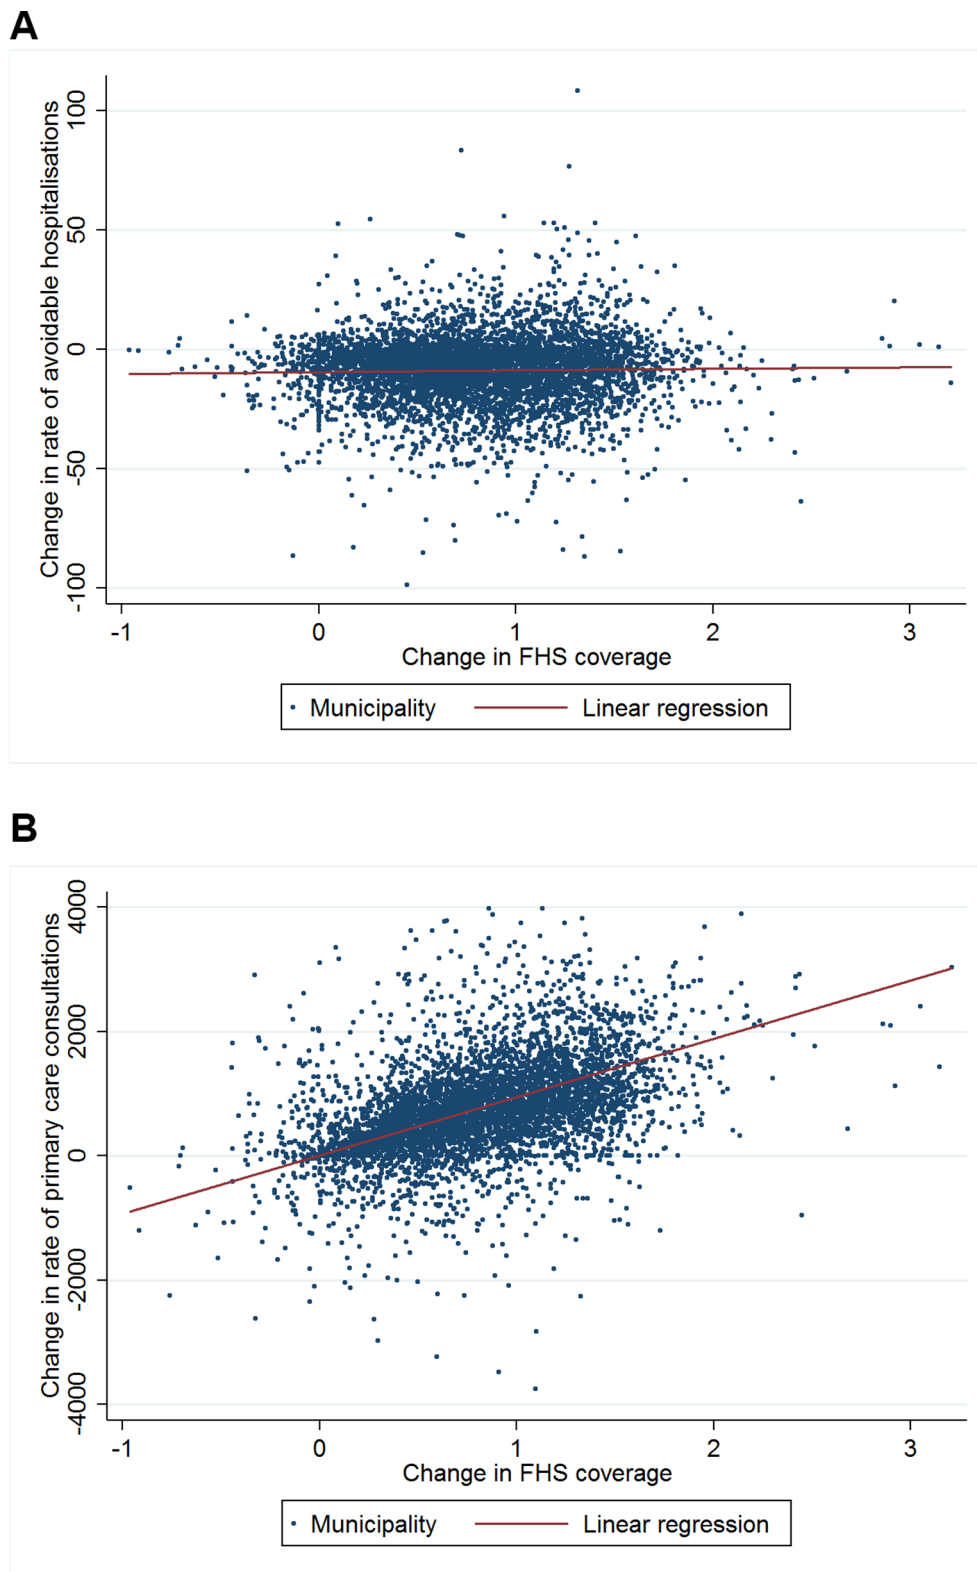 A
Change in rate of avoidable hospitalisations
100
50
0
-50
-100
-1 0 1 2 3
Change in FHS coverage
Municipality Linear regression
B
Change in rate of primary care consultations
4000
2000
0
-2000
-4000
-1 0 1 2 3
Change in FHS coverage
Municipality Linear regression